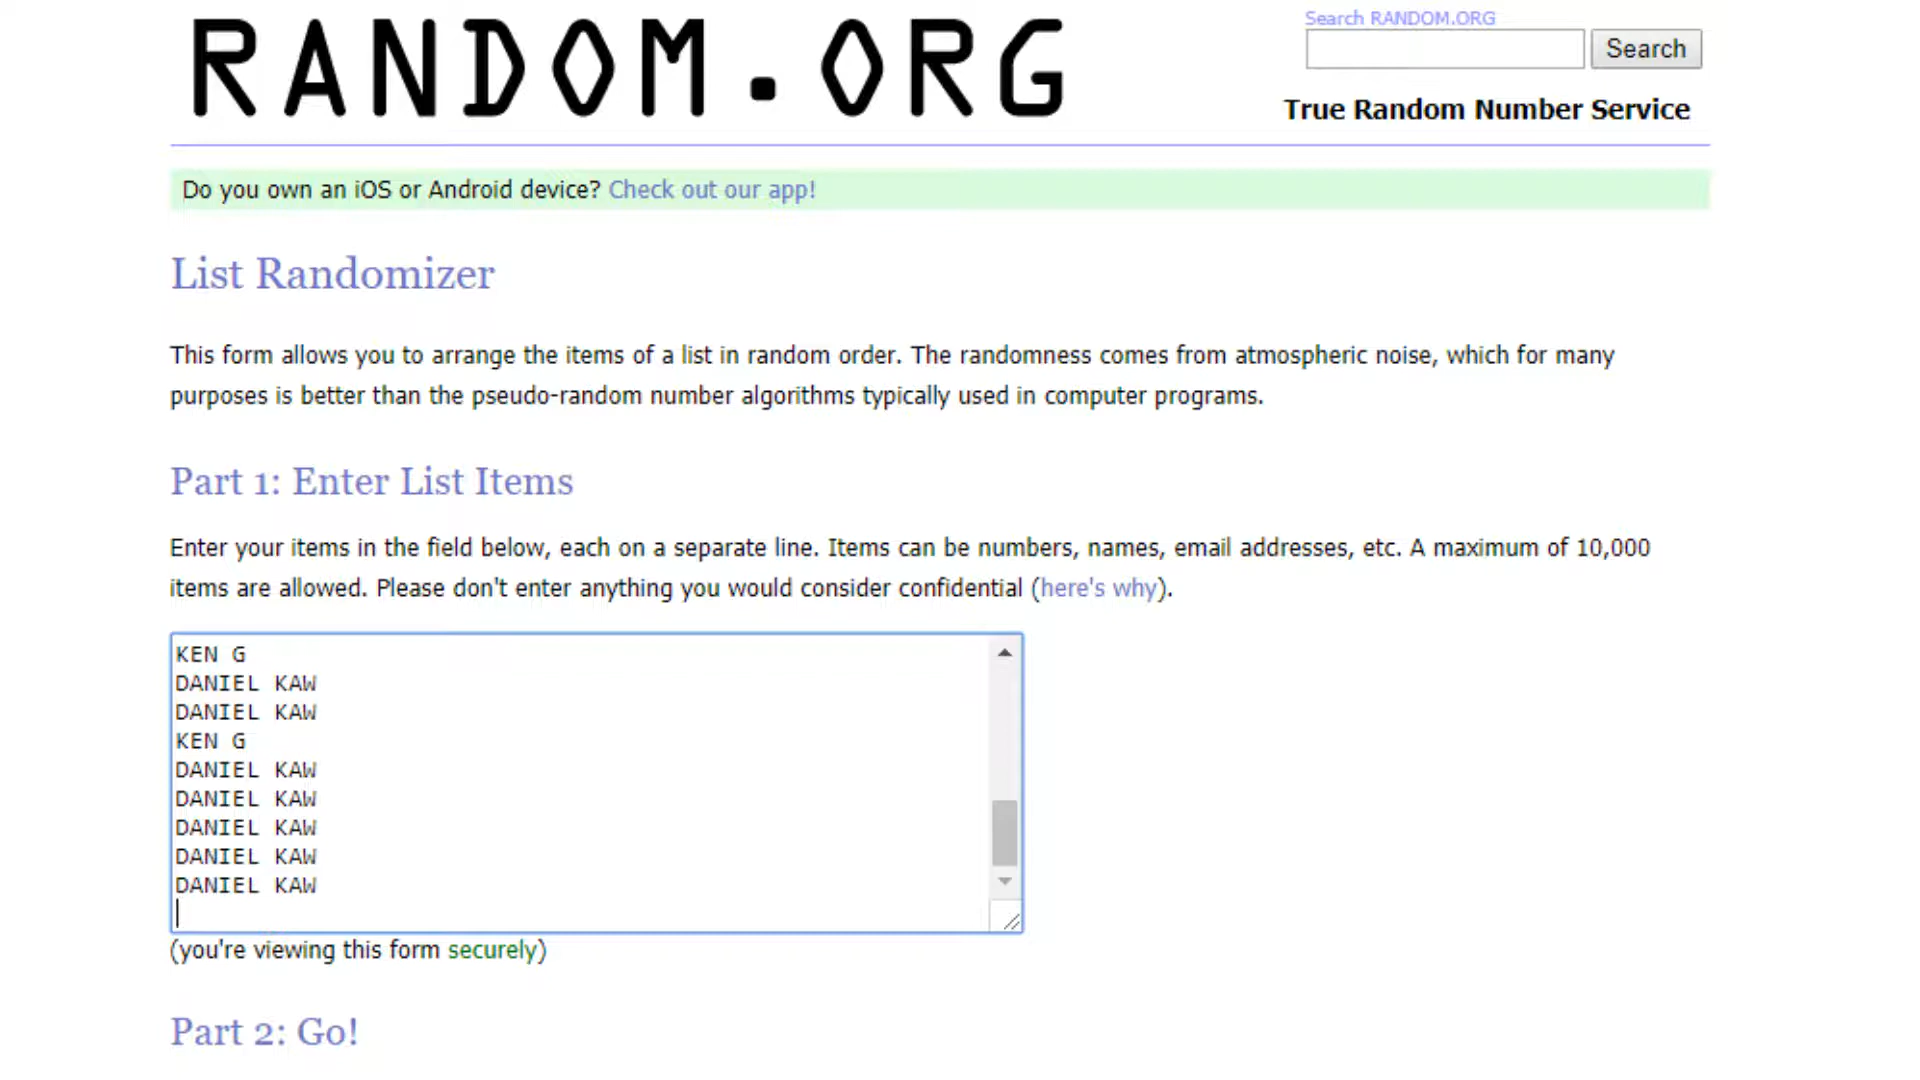 RANDOM.ORG
Search RANDOM.ORG
Search
True Random Number Service
Do you own an iOS or Android device? Check out our app!
List Randomizer
This form allows you to arrange the items of a list in random order. The randomness comes from atmospheric noise, which for many
purposes is better than the pseudo-random number algorithms typically used in computer programs.
Part 1: Enter List Items
Enter your items in the field below, each on a separate line. Items can be numbers, names, email addresses, etc. A maximum of 10,000
items are allowed. Please don't enter anything you would consider confidential (here's why).
KEN G
DANIEL KAW
DANIEL KAW
KEN G
DANIEL KAW
DANIEL KAW
DANIEL KAW
DANIEL KAW
DANIEL KAW
(you're viewing this form securely)
Part 2: Go!